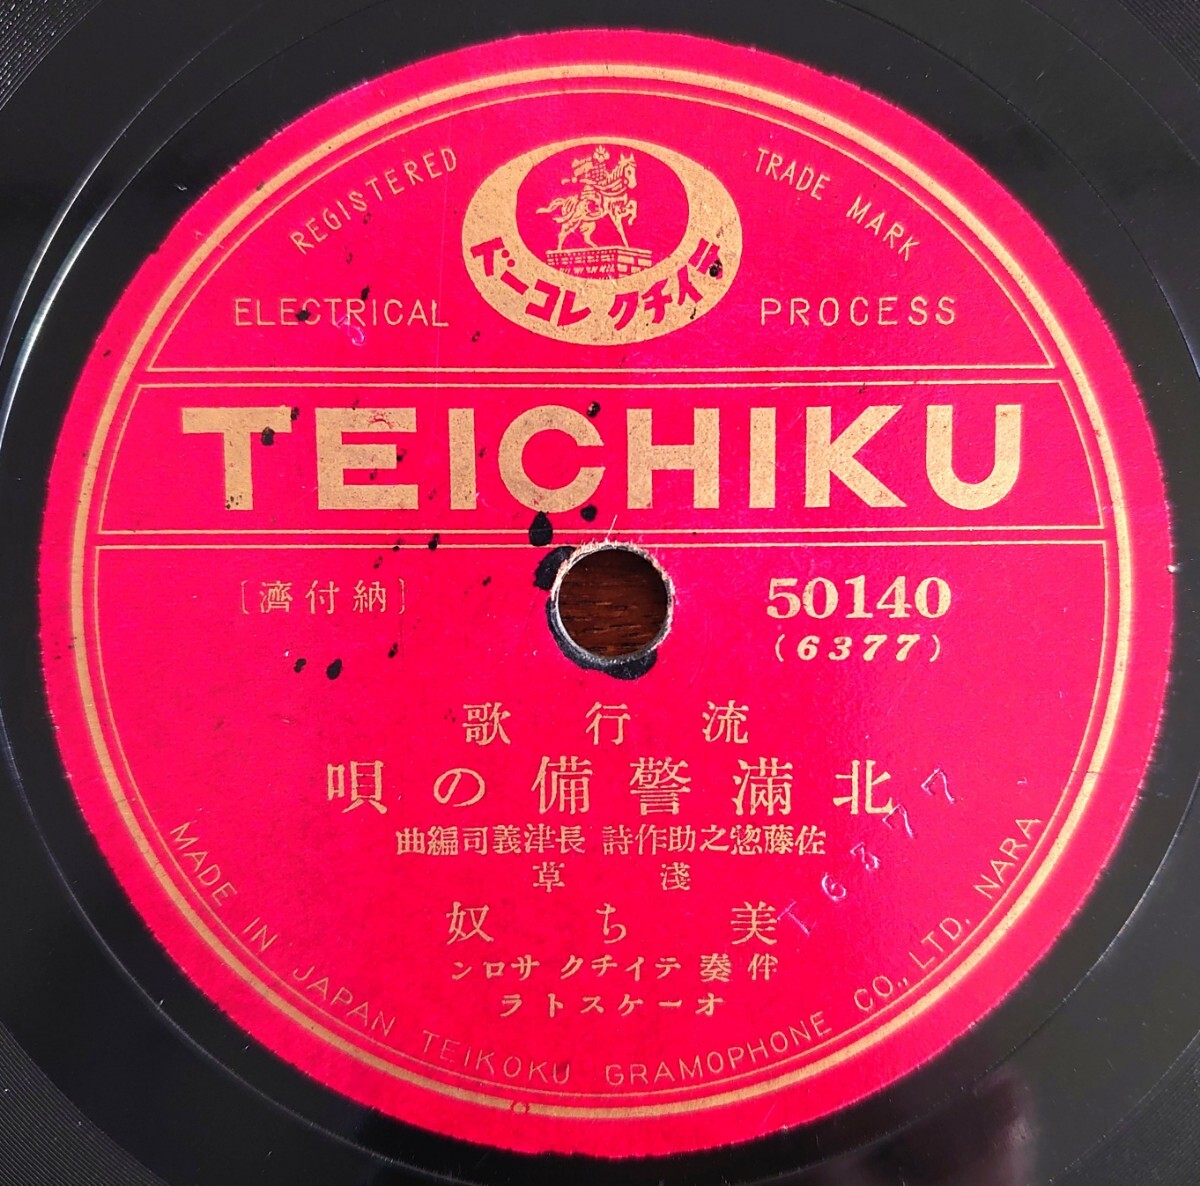 REGISTERED TRADE MARK
テイチクレコード
ELECTRICAL PROCESS
TEICHIKU
[納付濟]
50140
(6377)
流行歌
北滿警備の唄
佐藤惣之助作詩 長津義司編曲
淺草
美ち奴
伴奏 テイチク サロン
オーケストラ
T6377
MADE IN JAPAN TEIKOKU GRAMOPHONE CO., LTD. NARA